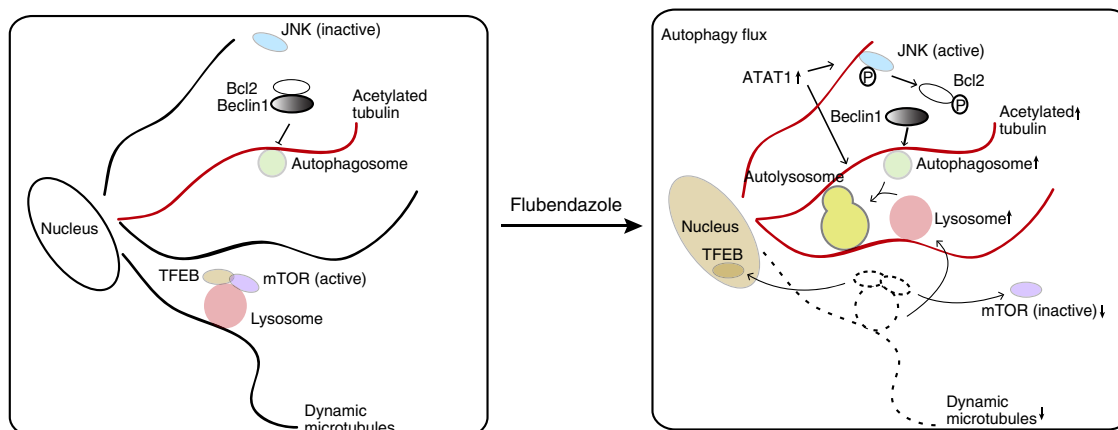 JNK (inactive)
Bcl2
Beclin1
Acetylated
tubulin
Autophagosome
Nucleus
TFEB
mTOR (active)
Lysosome
Dynamic
microtubules
Flubendazole
Autophagy flux
JNK (active)
ATAT1↑
P
Bcl2
P
Beclin1
Acetylated↑
tubulin
Autophagosome↑
Autolysosome
Lysosome↑
Nucleus
TFEB
mTOR (inactive)↓
Dynamic
microtubules↓